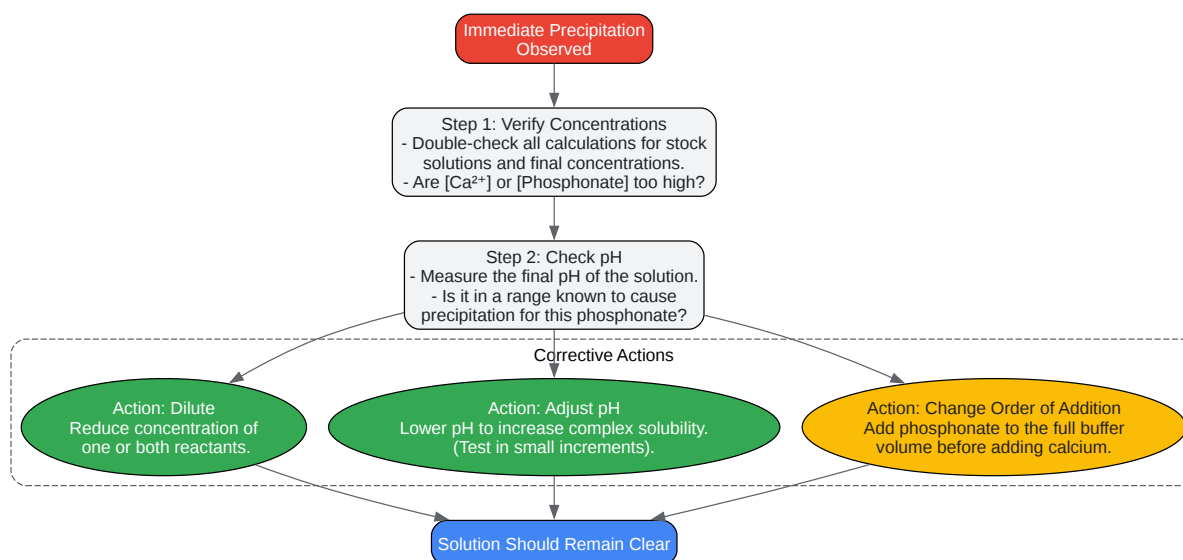 Immediate Precipitation
Observed
Step 1: Verify Concentrations
- Double-check all calculations for stock
solutions and final concentrations.
- Are [Ca²⁺] or [Phosphonate] too high?
Step 2: Check pH
- Measure the final pH of the solution.
- Is it in a range known to cause
precipitation for this phosphonate?
Corrective Actions
Action: Dilute
Reduce concentration of
one or both reactants.
Action: Adjust pH
Lower pH to increase complex solubility.
(Test in small increments).
Action: Change Order of Addition
Add phosphonate to the full buffer
volume before adding calcium.
Solution Should Remain Clear